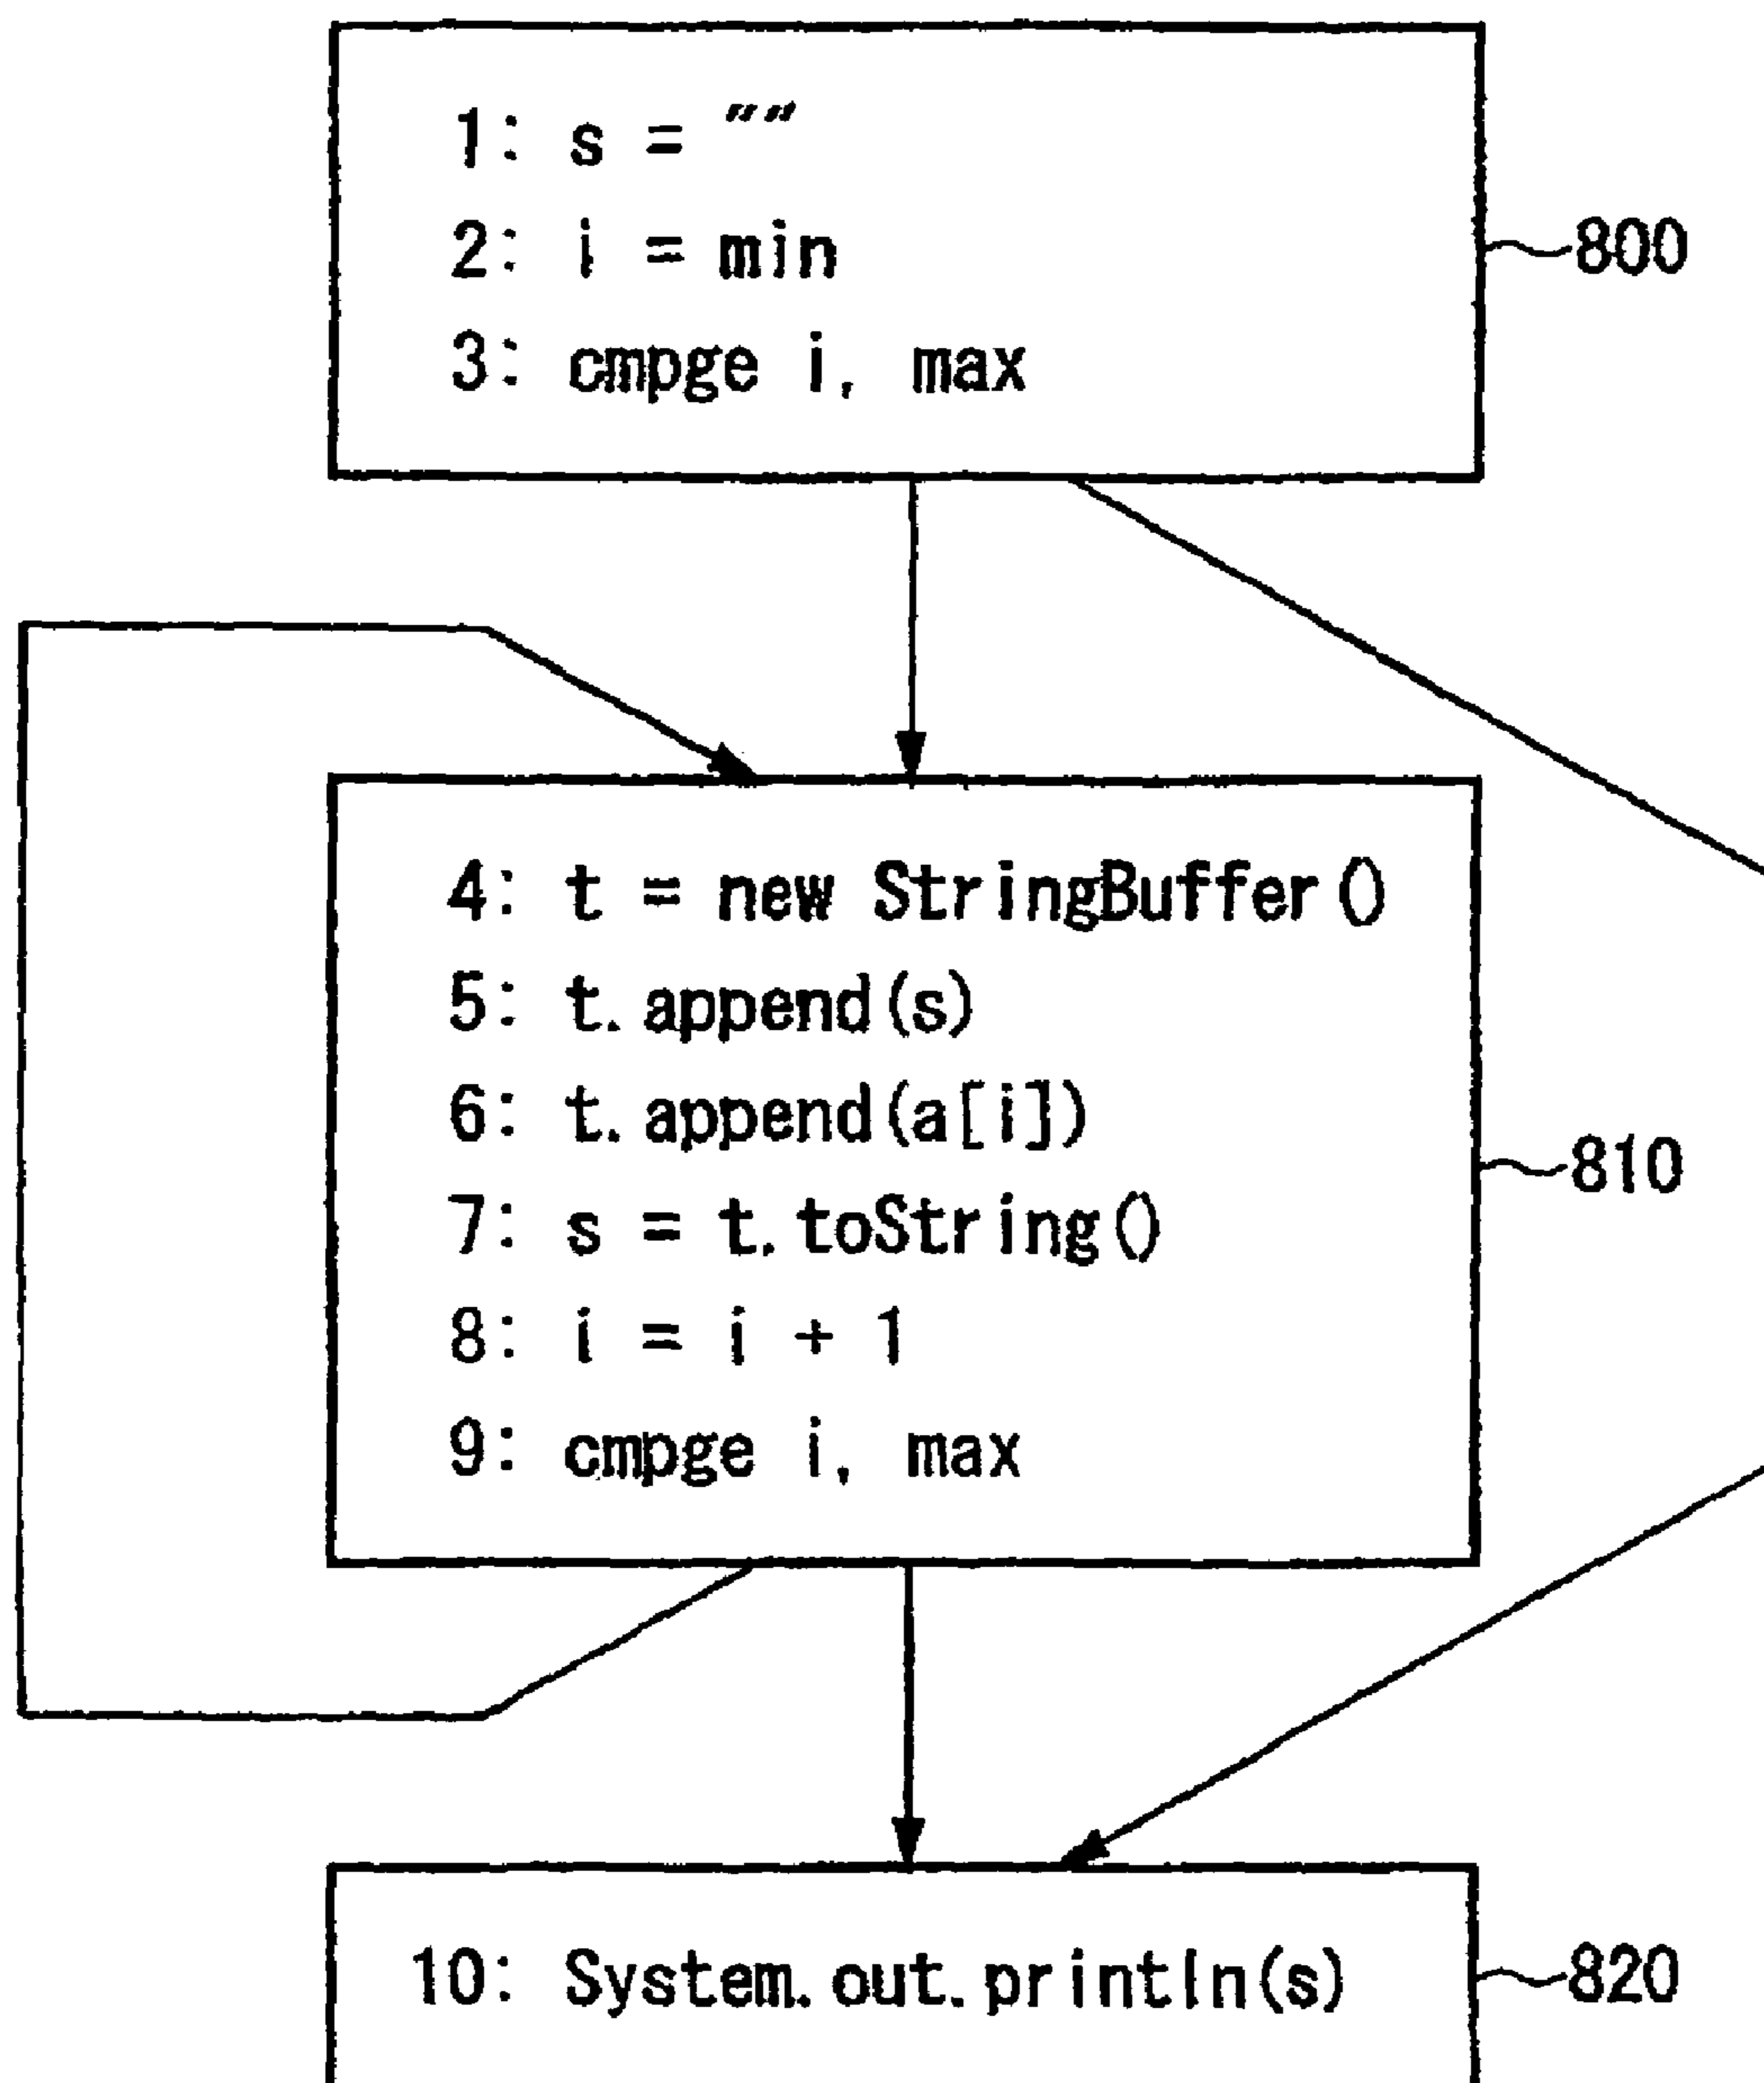 1: s = ""
2: i = min
3: cmpge i, max
800
4: t = new StringBuffer()
5: t.append(s)
6: t.append(a[i])
7: s = t.toString()
8: i = i + 1
9: cmpge i, max
810
10: System.out.println(s)
820